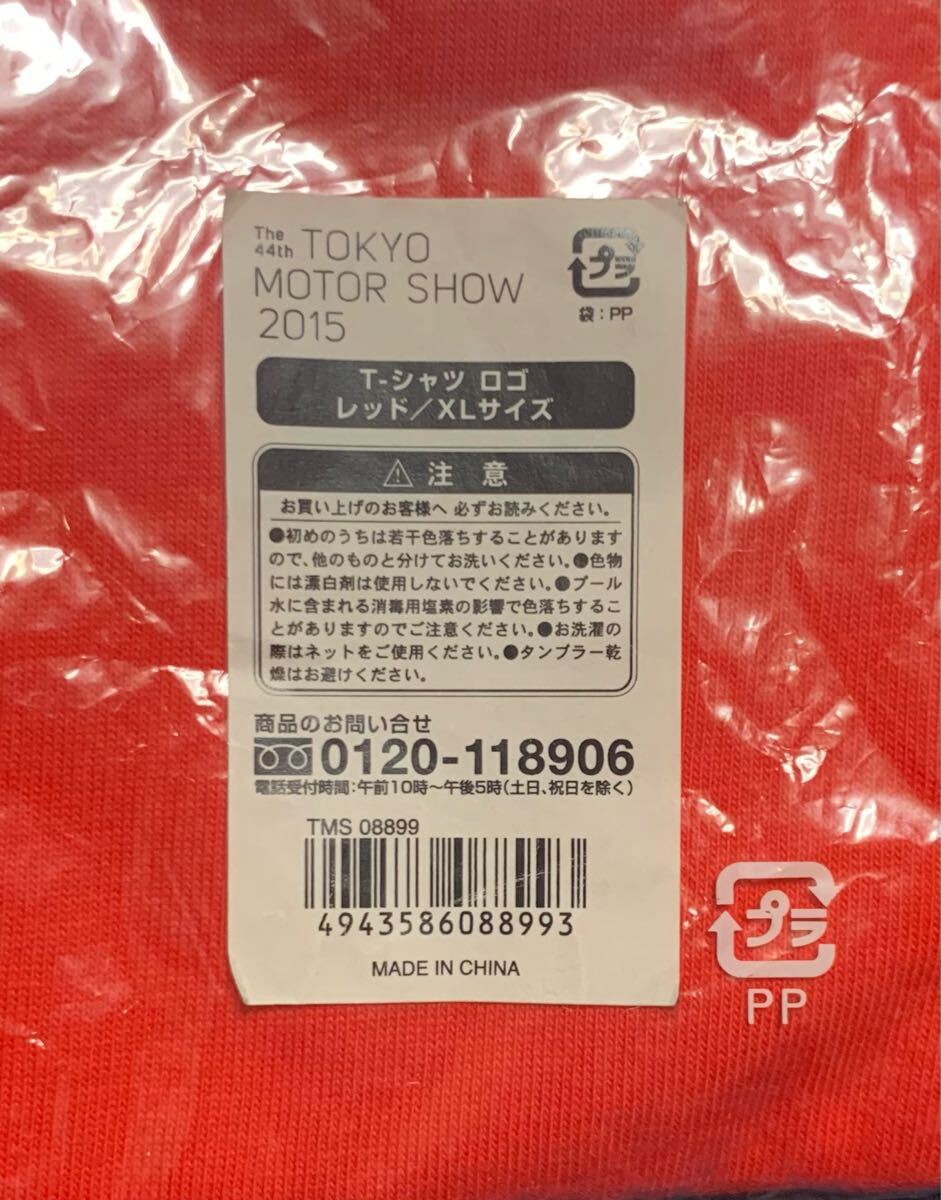 The 44th TOKYO
MOTOR SHOW
2015
プラ
袋：PP
T-シャツ ロゴ
レッド／XLサイズ
注 意
お買い上げのお客様へ 必ずお読みください。
●初めのうちは若干色落ちすることがあります
ので、他のものと分けてお洗いください。●色物
には漂白剤は使用しないでください。●プール
水に含まれる消毒用塩素の影響で色落ちするこ
とがありますのでご注意ください。●お洗濯の
際はネットをご使用ください。●タンブラー乾
燥はお避けください。
商品のお問い合せ
0120-118906
電話受付時間：午前10時～午後5時（土日、祝日を除く）
TMS 08899
4943586088993
MADE IN CHINA
プラ
PP